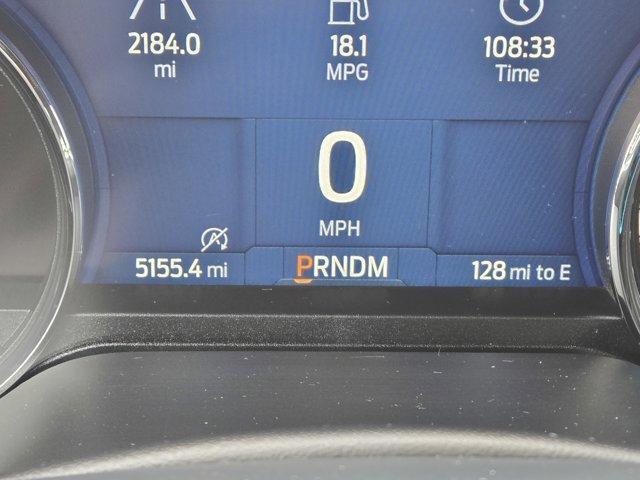 2184.0 18.1 108:33
mi MPG Time
0
MPH
5155.4 mi PRNDM 128 mi to E